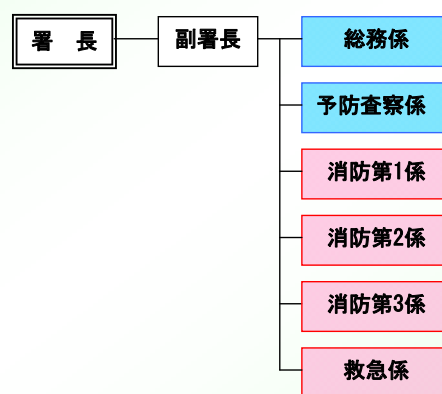 署　長
副署長
総務係
予防査察係
消防第1係
消防第2係
消防第3係
救急係